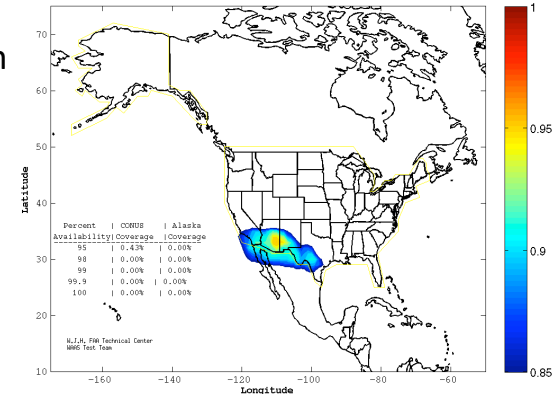 n
70
60
50
40
30
20
10
Latitude
Percent | CONUS | Alaska
Availability|Coverage |Coverage
95 | 0.43% | 0.00%
98 | 0.00% | 0.00%
99 | 0.00% | 0.00%
99.9 | 0.00% | 0.00%
100 | 0.00% | 0.00%
W.J.H. FAA Technical Center
WAAS Test Team
-160 -140 -120 -100 -80 -60
Longitude
1
0.95
0.9
0.85